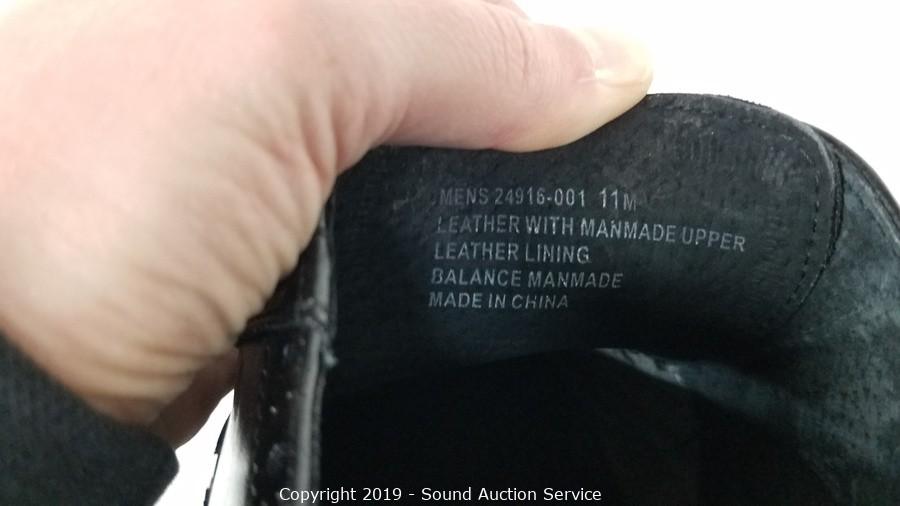 MENS 24916-001 11M
LEATHER WITH MANMADE UPPER
LEATHER LINING
BALANCE MANMADE
MADE IN CHINA
Copyright 2019 - Sound Auction Service